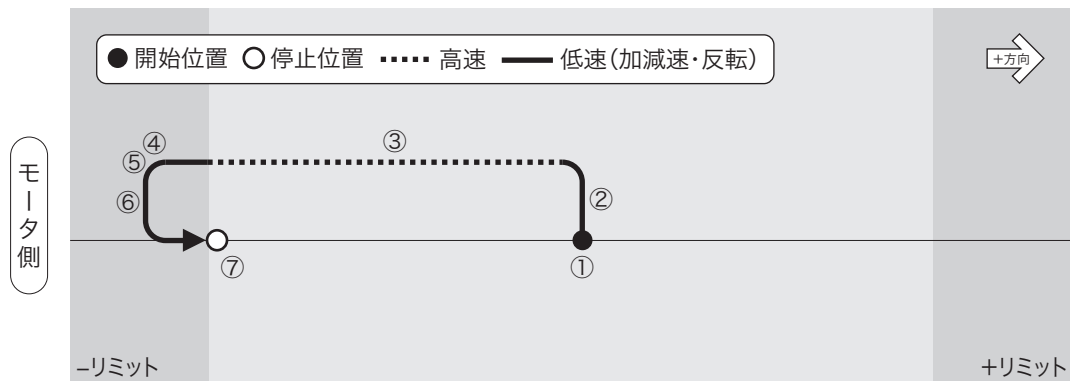 ●開始位置 ○停止位置 ····· 高速 ── 低速(加減速・反転)
+方向
③
④
⑤
⑥
②
モータ側
⑦
①
−リミット
+リミット